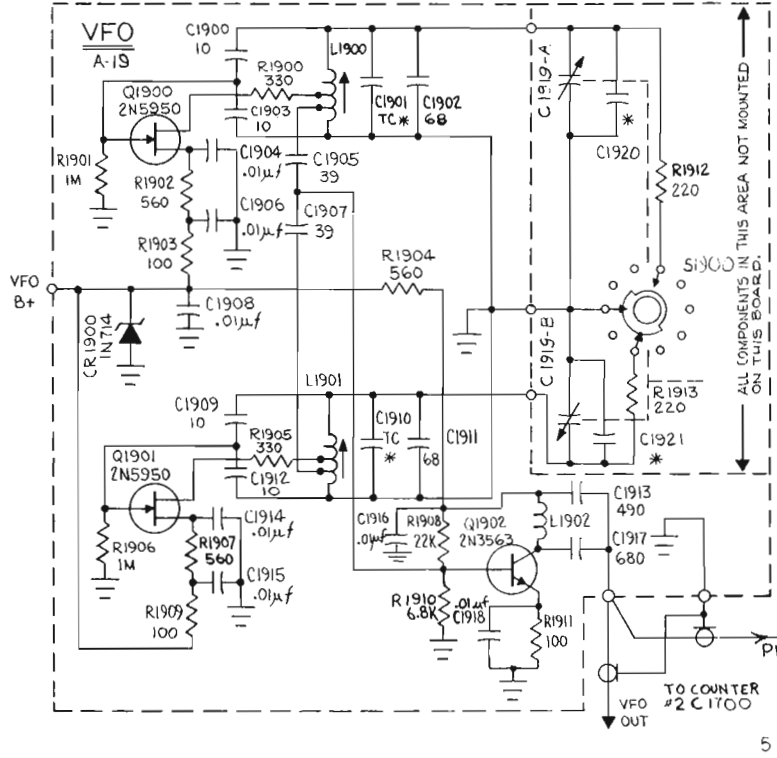 VFO
A-19
C1900
10
L1900
R1900
330
Q1900
2N5950
C1903
10
C1901
TC *
C1902
68
C1919-A
*
C1920
R1901
1M
R1902
560
C1904
.01µf
C1905
39
C1906
.01µf
C1907
39
R1903
100
R1912
220
S1900
VFO
B+
R1904
560
CR1900
1N714
C1908
.01µf
C1919-B
ALL COMPONENTS IN THIS AREA NOT MOUNTED
ON THIS BOARD.
C1909
10
L1901
R1905
330
Q1901
2N5950
C1912
10
C1910
TC
*
C1911
68
R1913
220
C1921
*
C1914
.01µf
R1906
1M
R1907
560
C1915
.01µf
R1909
100
C1916
.01µf
R1908
22K
Q1902
2N3563
L1902
C1913
490
C1917
680
R1910
6.8K
.01µf
C1918
R1911
100
VFO
OUT
TO COUNTER
#2 C1700
5